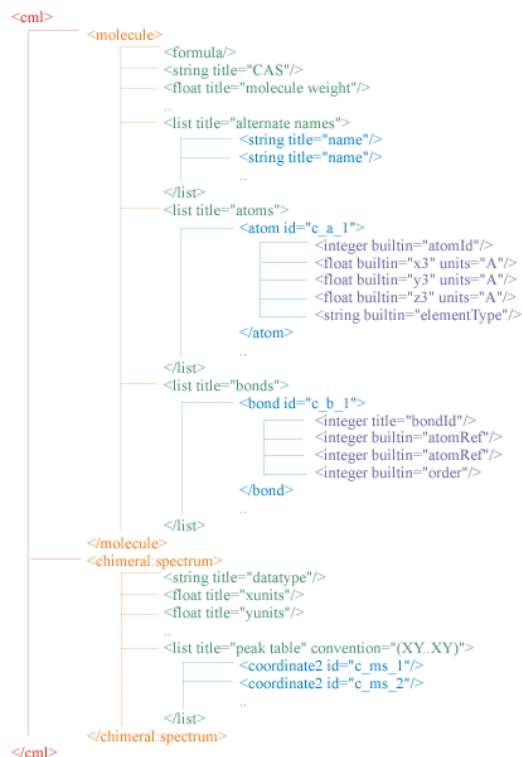 <cml>
<molecule>
<formula/>
<string title="CAS"/>
<float title="molecule weight"/>
..
<list title="alternate names">
<string title="name"/>
<string title="name"/>
..
</list>
<list title="atoms">
<atom id="c_a_1">
<integer builtin="atomId"/>
<float builtin="x3" units="A"/>
<float builtin="y3" units="A"/>
<float builtin="z3" units="A"/>
<string builtin="elementType"/>
</atom>
..
</list>
<list title="bonds">
<bond id="c_b_1">
<integer title="bondId"/>
<integer builtin="atomRef"/>
<integer builtin="atomRef"/>
<integer builtin="order"/>
</bond>
..
</list>
</molecule>
<chimeral:spectrum>
<string title="datatype"/>
<float title="xunits"/>
<float title="yunits"/>
..
<list title="peak table" convention="(XY..XY)">
<coordinate2 id="c_ms_1"/>
<coordinate2 id="c_ms_2"/>
..
</list>
</chimeral:spectrum>
</cml>